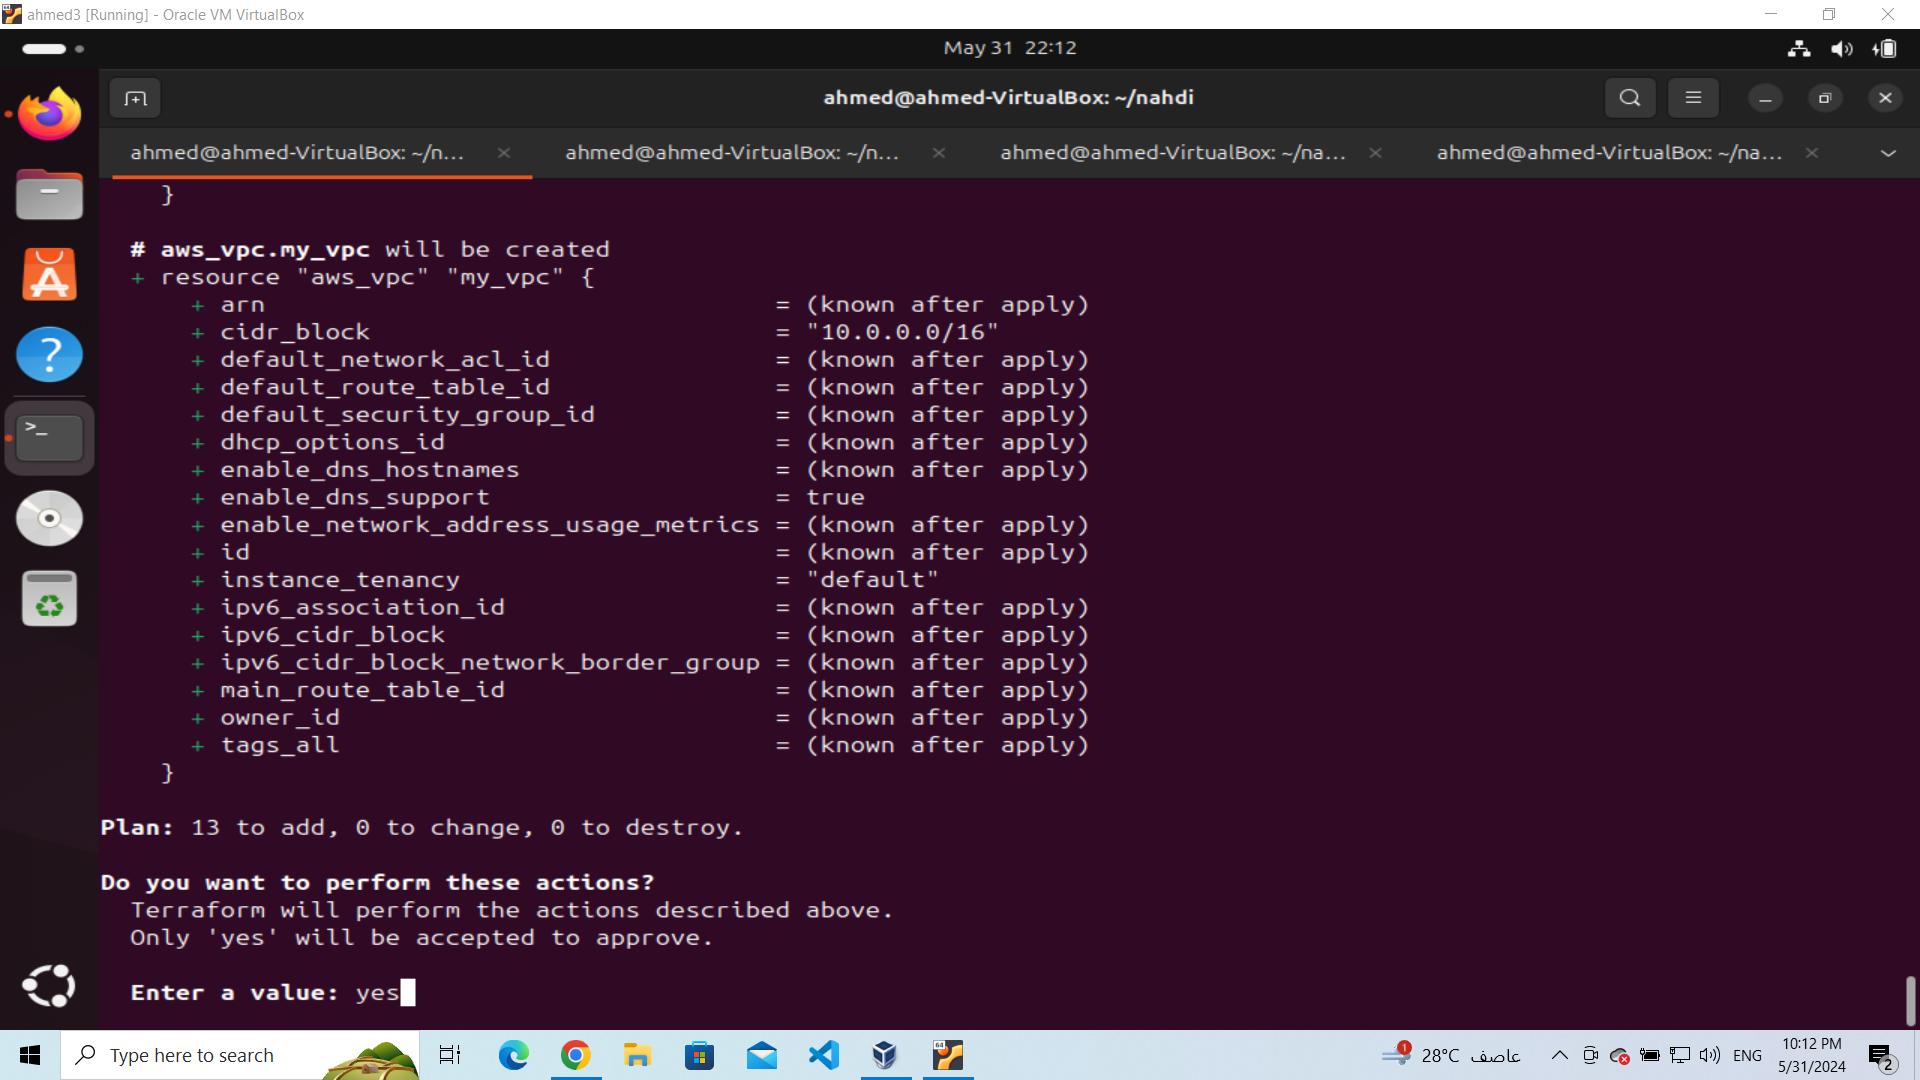 ahmed3 [Running] - Oracle VM VirtualBox
May 31 22:12
ahmed@ahmed-VirtualBox: ~/nahdi
ahmed@ahmed-VirtualBox: ~/n...
ahmed@ahmed-VirtualBox: ~/n...
ahmed@ahmed-VirtualBox: ~/na...
ahmed@ahmed-VirtualBox: ~/na...
}
# aws_vpc.my_vpc will be created
+ resource "aws_vpc" "my_vpc" {
+ arn = (known after apply)
+ cidr_block = "10.0.0.0/16"
+ default_network_acl_id = (known after apply)
+ default_route_table_id = (known after apply)
+ default_security_group_id = (known after apply)
+ dhcp_options_id = (known after apply)
+ enable_dns_hostnames = (known after apply)
+ enable_dns_support = true
+ enable_network_address_usage_metrics = (known after apply)
+ id = (known after apply)
+ instance_tenancy = "default"
+ ipv6_association_id = (known after apply)
+ ipv6_cidr_block = (known after apply)
+ ipv6_cidr_block_network_border_group = (known after apply)
+ main_route_table_id = (known after apply)
+ owner_id = (known after apply)
+ tags_all = (known after apply)
}
Plan: 13 to add, 0 to change, 0 to destroy.
Do you want to perform these actions?
Terraform will perform the actions described above.
Only 'yes' will be accepted to approve.
Enter a value: yes
Type here to search
1
28°C عاصف
ENG
10:12 PM
5/31/2024
2